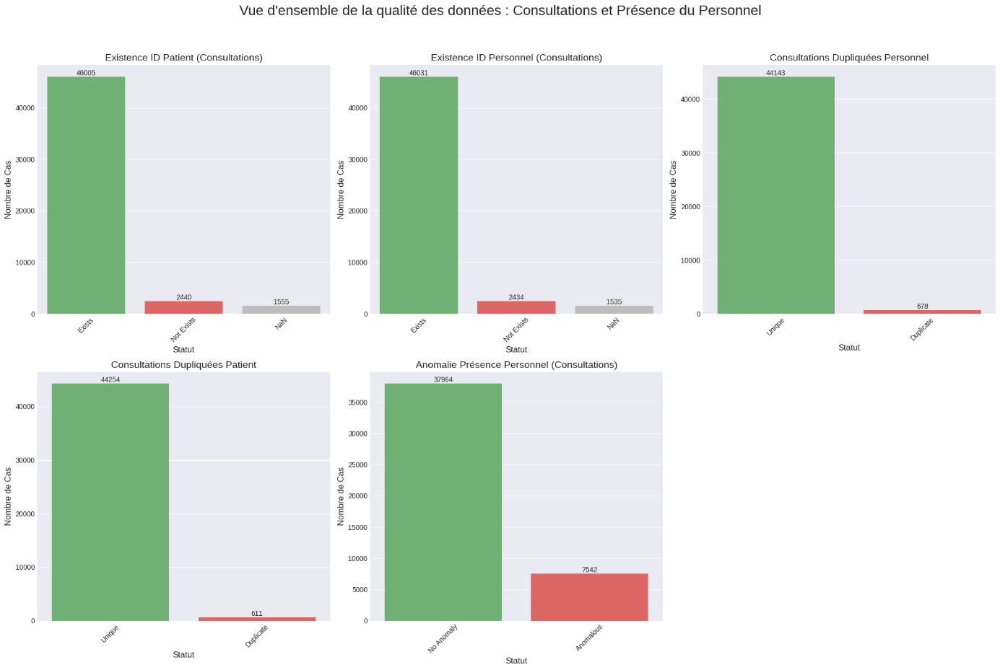 Vue d'ensemble de la qualité des données : Consultations et Présence du Personnel
Existence ID Patient (Consultations)
46005
2440
1555
40000
30000
20000
10000
0
Nombre de Cas
Exists
Not Exists
NaN
Statut
Existence ID Personnel (Consultations)
46031
2434
1535
40000
30000
20000
10000
0
Nombre de Cas
Exists
Not Exists
NaN
Statut
Consultations Dupliquées Personnel
44143
678
40000
30000
20000
10000
0
Nombre de Cas
Unique
Duplicate
Statut
Consultations Dupliquées Patient
44254
611
40000
30000
20000
10000
0
Nombre de Cas
Unique
Duplicate
Statut
Anomalie Présence Personnel (Consultations)
37964
7542
35000
30000
25000
20000
15000
10000
5000
0
Nombre de Cas
No Anomaly
Anomalous
Statut